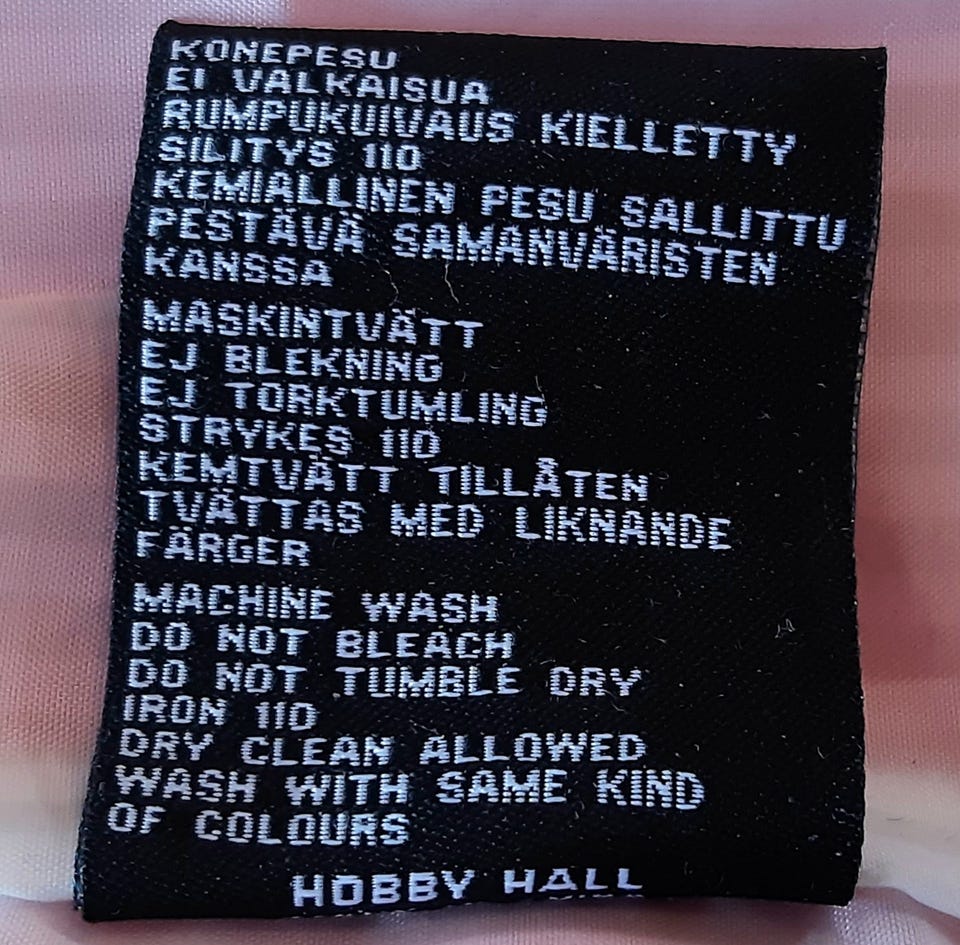 KONEPESU
EI VALKAISUA
RUMPUKUIVAUS KIELLETTY
SILITYS 110
KEMIALLINEN PESU SALLITTU
PESTÄVÄ SAMANVÄRISTEN
KANSSA
MASKINTVÄTT
EJ BLEKNING
EJ TORKTUMLING
STRYKES 110
KEMTVÄTT TILLÅTEN
TVÄTTAS MED LIKNANDE
FÄRGER
MACHINE WASH
DO NOT BLEACH
DO NOT TUMBLE DRY
IRON 110
DRY CLEAN ALLOWED
WASH WITH SAME KIND
OF COLOURS
HOBBY HALL